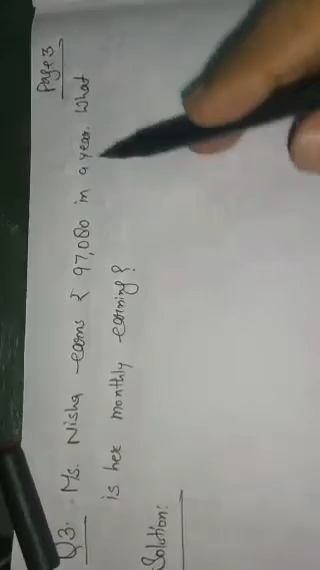 Page 3
Q3. Ms. Nisha earns ₹ 97,080 in a year. What
is her monthly earning?
Solution: